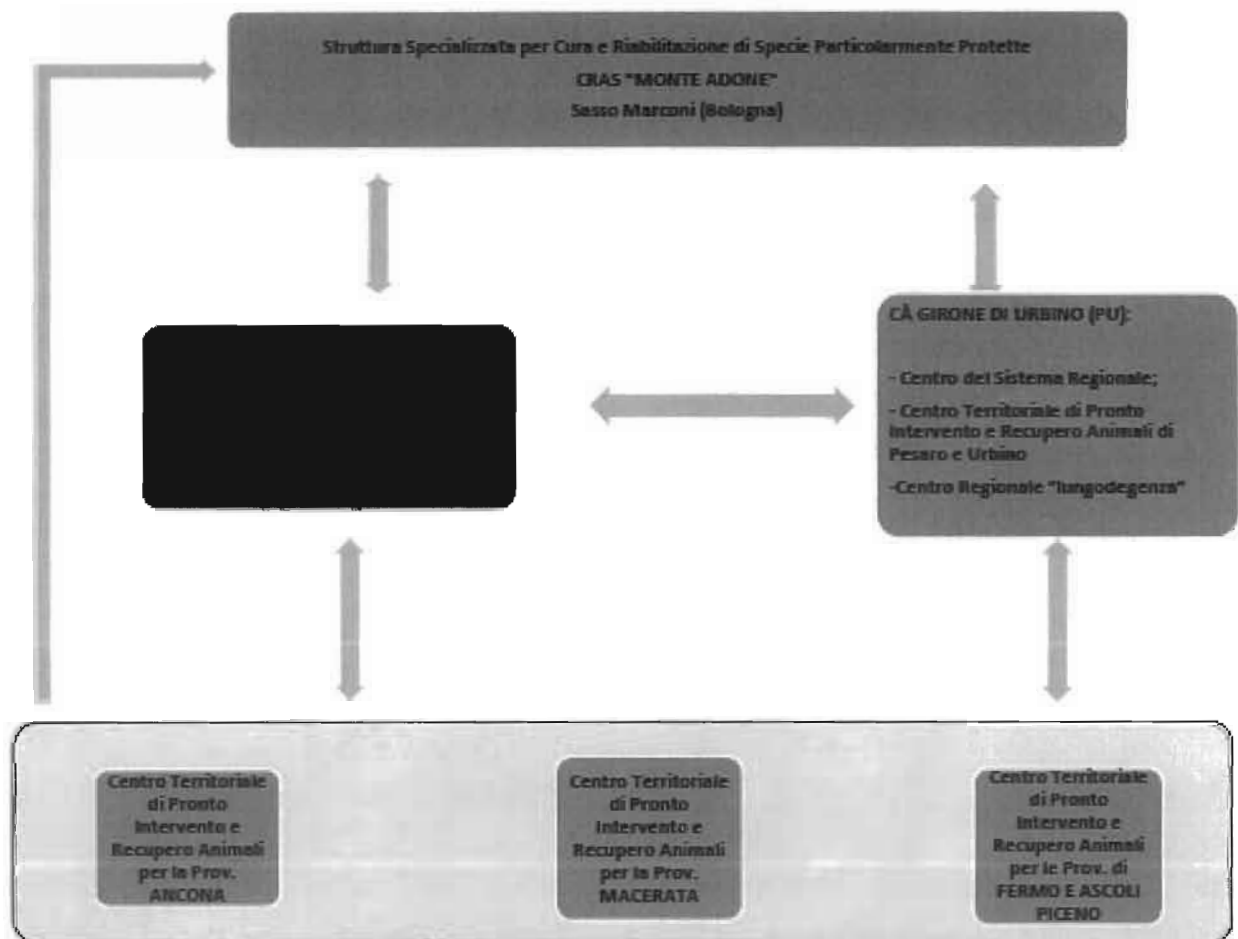 Struttura Specializzata per Cura e Riabilitazione di Specie Particolarmente Protette
CRAS "MONTE ADONE"
Sasso Marconi (Bologna)
CÀ GIRONE DI URBINO (PU):
- Centro del Sistema Regionale;
- Centro Territoriale di Pronto
Intervento e Recupero Animali di
Pesaro e Urbino
-Centro Regionale "lungodegenza"
Centro Territoriale
di Pronto
Intervento e
Recupero Animali
per la Prov.
ANCONA
Centro Territoriale
di Pronto
Intervento e
Recupero Animali
per la Prov.
MACERATA
Centro Territoriale
di Pronto
Intervento e
Recupero Animali
per le Prov. di
FERMO E ASCOLI
PICENO